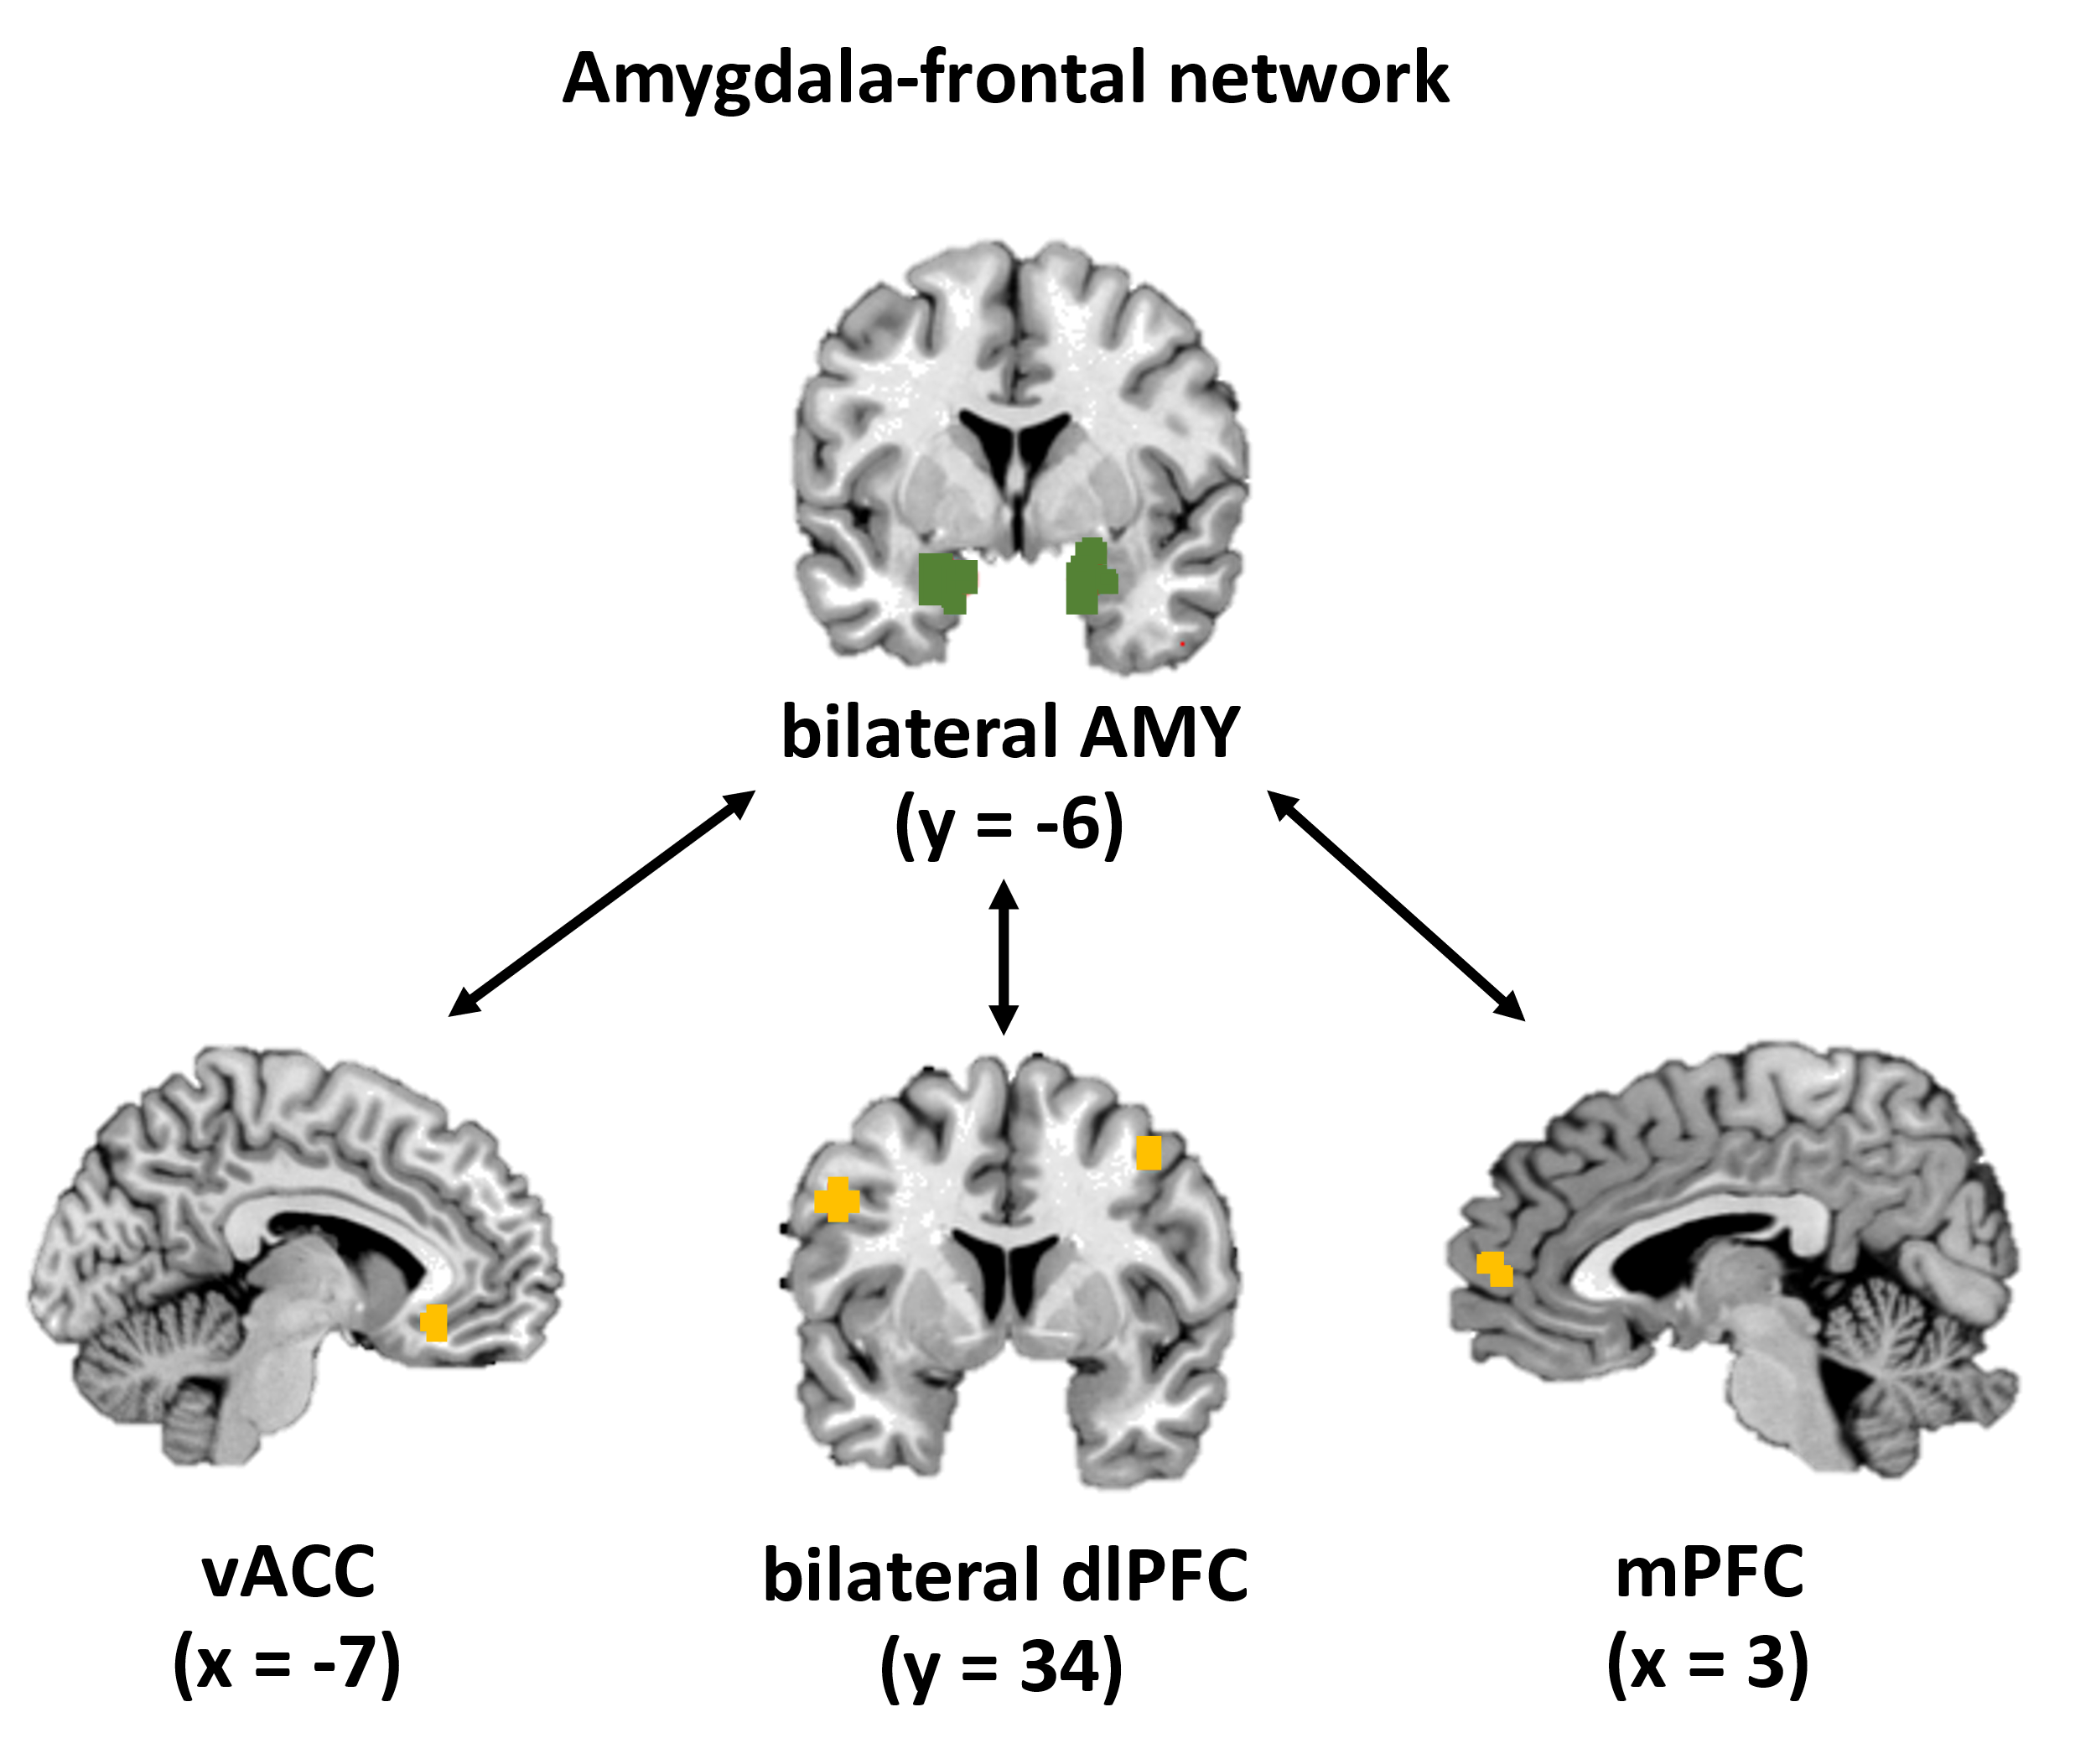 Amygdala-frontal network
bilateral AMY
(y = -6)
vACC
(x = -7)
bilateral dlPFC
(y = 34)
mPFC
(x = 3)